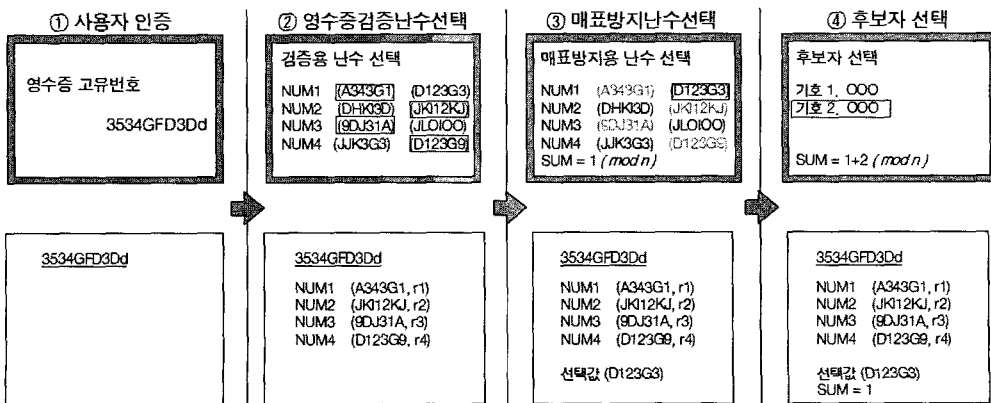 ① 사용자 인증
영수증 고유번호
3534GFD3Dd
② 영수증검증난수선택
검증용 난수 선택
NUM1 (A343G1) (D123G3)
NUM2 (DHKI3D) (JKI12KJ)
NUM3 (9DJ31A) (JLOIOO)
NUM4 (JJK3G3) (D123G9)
③ 매표방지난수선택
매표방지용 난수 선택
NUM1 (A343G1) (D123G3)
NUM2 (DHKI3D) (JKI12KJ)
NUM3 (9DJ31A) (JLOIOO)
NUM4 (JJK3G3) (D123G9)
SUM = 1 (mod n)
④ 후보자 선택
후보자 선택
기호 1, OOO
기호 2, OOO
SUM = 1+2 (mod n)
3534GFD3Dd
3534GFD3Dd
NUM1 (A343G1, r1)
NUM2 (JKI12KJ, r2)
NUM3 (9DJ31A, r3)
NUM4 (D123G9, r4)
3534GFD3Dd
NUM1 (A343G1, r1)
NUM2 (JKI12KJ, r2)
NUM3 (9DJ31A, r3)
NUM4 (D123G9, r4)
선택값 (D123G3)
3534GFD3Dd
NUM1 (A343G1, r1)
NUM2 (JKI12KJ, r2)
NUM3 (9DJ31A, r3)
NUM4 (D123G9, r4)
선택값 (D123G3)
SUM = 1